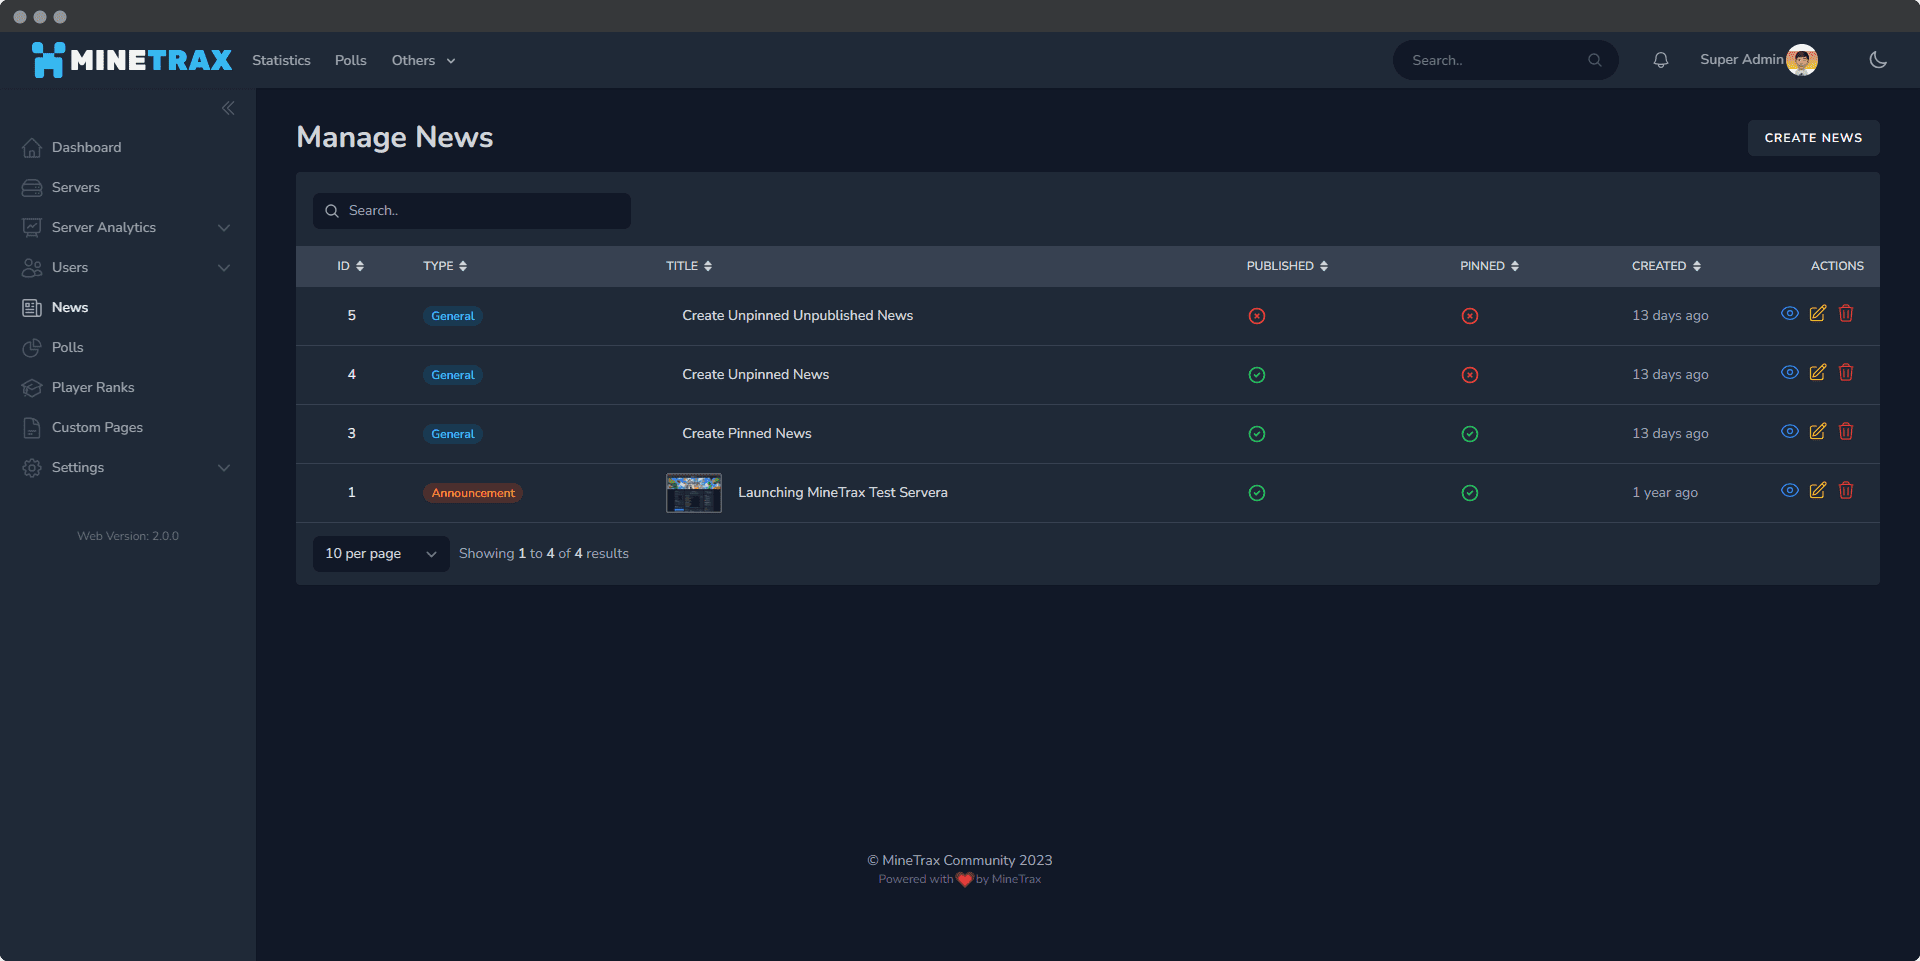 MINETRAX Statistics Polls Others Search.. Super Admin
Dashboard
Servers
Server Analytics
Users
News
Polls
Player Ranks
Custom Pages
Settings
Web Version: 2.0.0
Manage News CREATE NEWS
Search..
ID TYPE TITLE PUBLISHED PINNED CREATED ACTIONS
5 General Create Unpinned Unpublished News 13 days ago
4 General Create Unpinned News 13 days ago
3 General Create Pinned News 13 days ago
1 Announcement Launching MineTrax Test Servera 1 year ago
10 per page Showing 1 to 4 of 4 results
© MineTrax Community 2023
Powered with by MineTrax